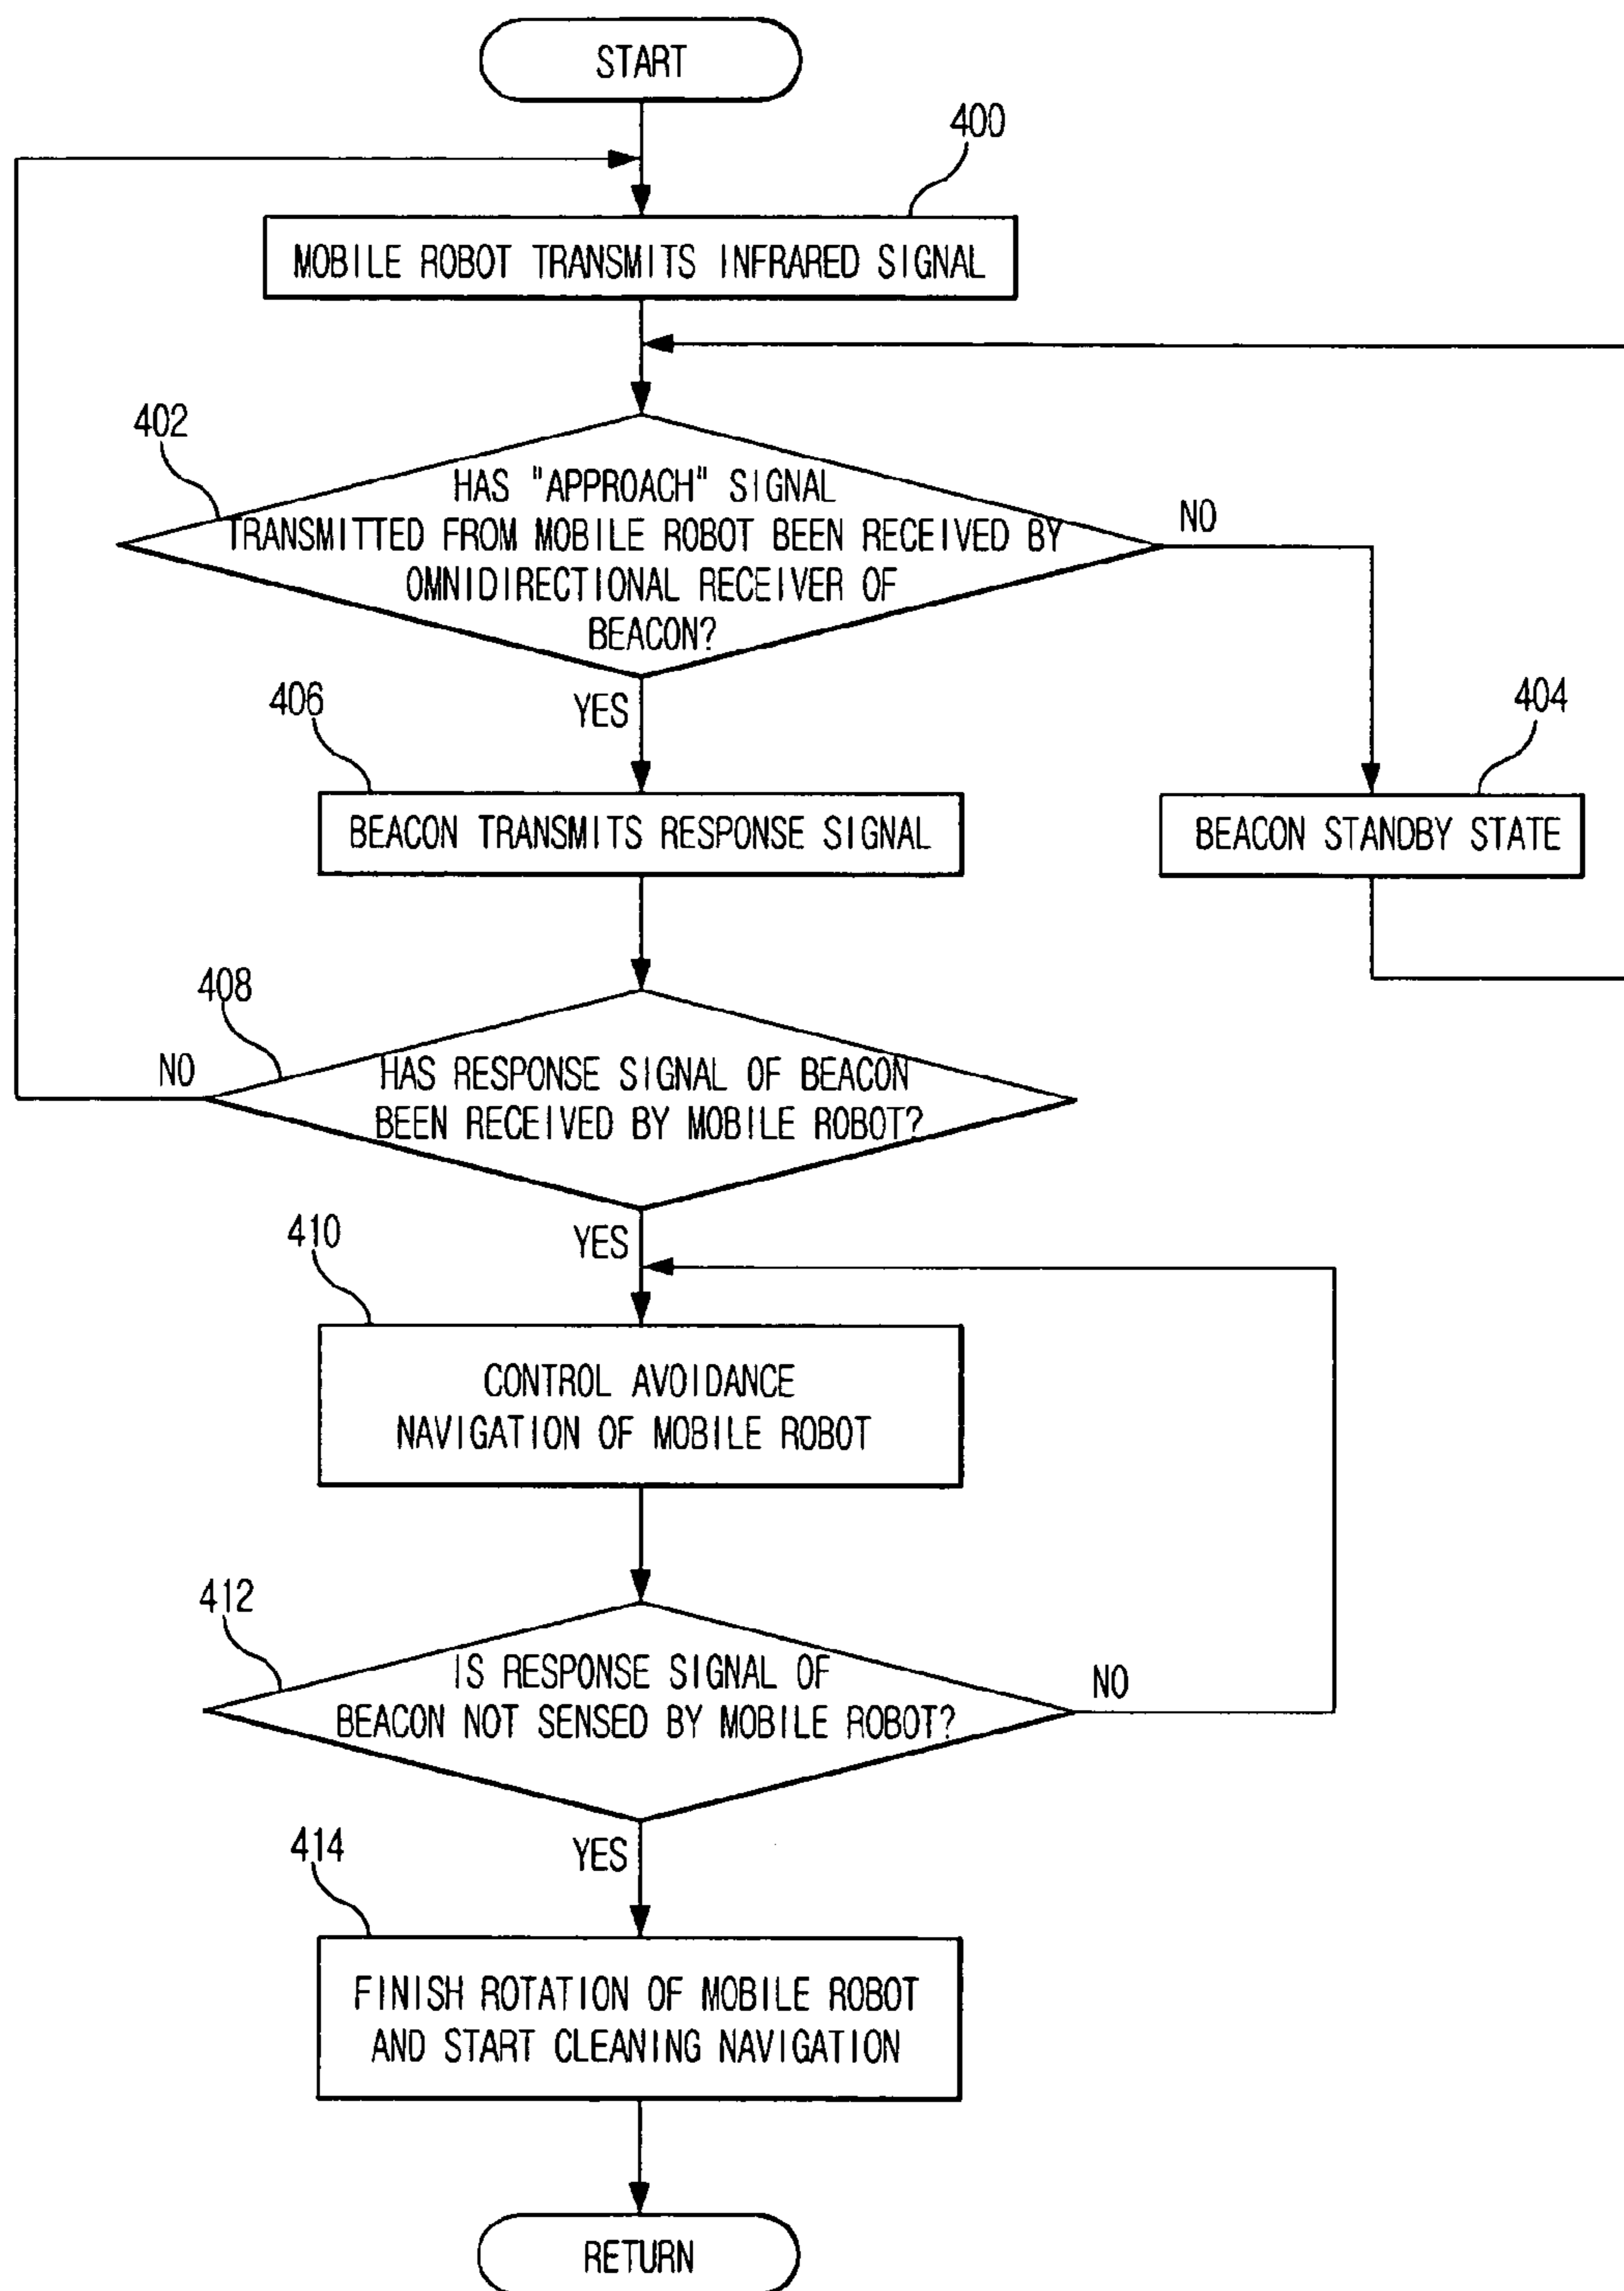 START
400
MOBILE ROBOT TRANSMITS INFRARED SIGNAL
402
HAS "APPROACH" SIGNAL
TRANSMITTED FROM MOBILE ROBOT BEEN RECEIVED BY
OMNIDIRECTIONAL RECEIVER OF
BEACON?
NO
YES
406
BEACON TRANSMITS RESPONSE SIGNAL
404
BEACON STANDBY STATE
408
HAS RESPONSE SIGNAL OF BEACON
BEEN RECEIVED BY MOBILE ROBOT?
NO
YES
410
CONTROL AVOIDANCE
NAVIGATION OF MOBILE ROBOT
412
IS RESPONSE SIGNAL OF
BEACON NOT SENSED BY MOBILE ROBOT?
NO
YES
414
FINISH ROTATION OF MOBILE ROBOT
AND START CLEANING NAVIGATION
RETURN